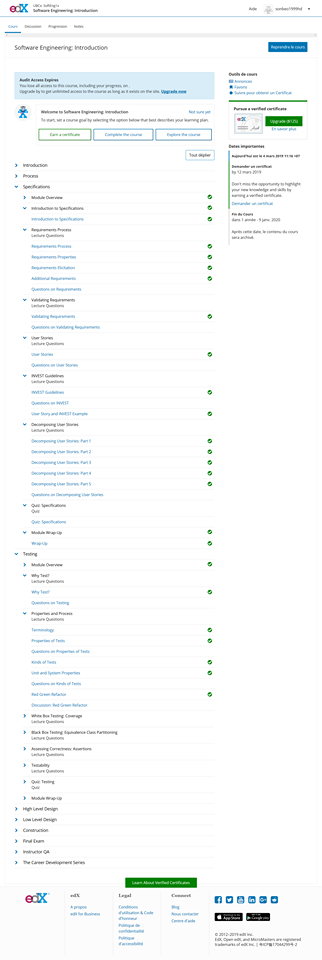 edX
UBCx: SoftEng1x
Software Engineering: Introduction
Aide
Cours
Discussion
Progression
Notes
Software Engineering: Introduction
Reprendre le cours
Audit Access Expires
You lose all access to this course, including your progress, on.
Upgrade by to get unlimited access to the course as long as it exists on the site. Upgrade now
Welcome to Software Engineering: Introduction
Not sure yet
To start, set a course goal by selecting the option below that best describes your learning plan.
Earn a certificate
Complete the course
Explore the course
Tout déplier
Introduction
Process
Specifications
Module Overview
Introduction to Specifications
Introduction to Specifications
Requirements Process
Lecture Questions
Requirements Process
Requirements Properties
Requirements Elicitation
Additional Requirements
Questions on Requirements
Validating Requirements
Lecture Questions
Validating Requirements
Questions on Validating Requirements
User Stories
Lecture Questions
User Stories
Questions on User Stories
INVEST Guidelines
Lecture Questions
INVEST Guidelines
Questions on INVEST
User Story and INVEST Example
Decomposing User Stories
Lecture Questions
Decomposing User Stories: Part 1
Decomposing User Stories: Part 2
Decomposing User Stories: Part 3
Decomposing User Stories: Part 4
Decomposing User Stories: Part 5
Questions on Decomposing User Stories
Quiz: Specifications
Quiz
Quiz: Specifications
Module Wrap-Up
Wrap-Up
Testing
Module Overview
Why Test?
Lecture Questions
Why Test?
Questions on Testing
Properties and Process
Lecture Questions
Terminology
Properties of Tests
Questions on Properties of Tests
Kinds of Tests
Unit and System Properties
Questions on Kinds of Tests
Red-Green Refactor
Discussion: Red Green Refactor
White Box Testing: Coverage
Lecture Questions
Black Box Testing: Equivalence Class Partitioning
Lecture Questions
Assessing Correctness: Assertions
Lecture Questions
Testability
Lecture Questions
Quiz: Testing
Quiz
Module Wrap-Up
High Level Design
Low Level Design
Construction
Final Exam
Instructor QA
The Career Development Series
Outils de cours
Annonces
Favoris
Suivre pour obtenir un Certificat
Pursue a verified certificate
Upgrade ($125)
En savoir plus
Dates importantes
Demander un certificat
by 12 mars 2019
Don't miss the opportunity to highlight
your new knowledge and skills by
earning a verified certificate.
Demander un certificat
Fin du Cours
dans 1 année - 9 janv. 2020
Après cette date, le contenu du cours
sera archivé.
Learn About Verified Certificates
edX
edX
A propos
edX for Business
Legal
Conditions
d'utilisation & Code
d'honneur
Politique de
confidentialité
Politique
d'accessibilité
Connect
Blog
Nous contacter
Centre d'aide
App Store
Google play
© 2012–2019 edX Inc.
EdX, Open edX, and MicroMasters are registered